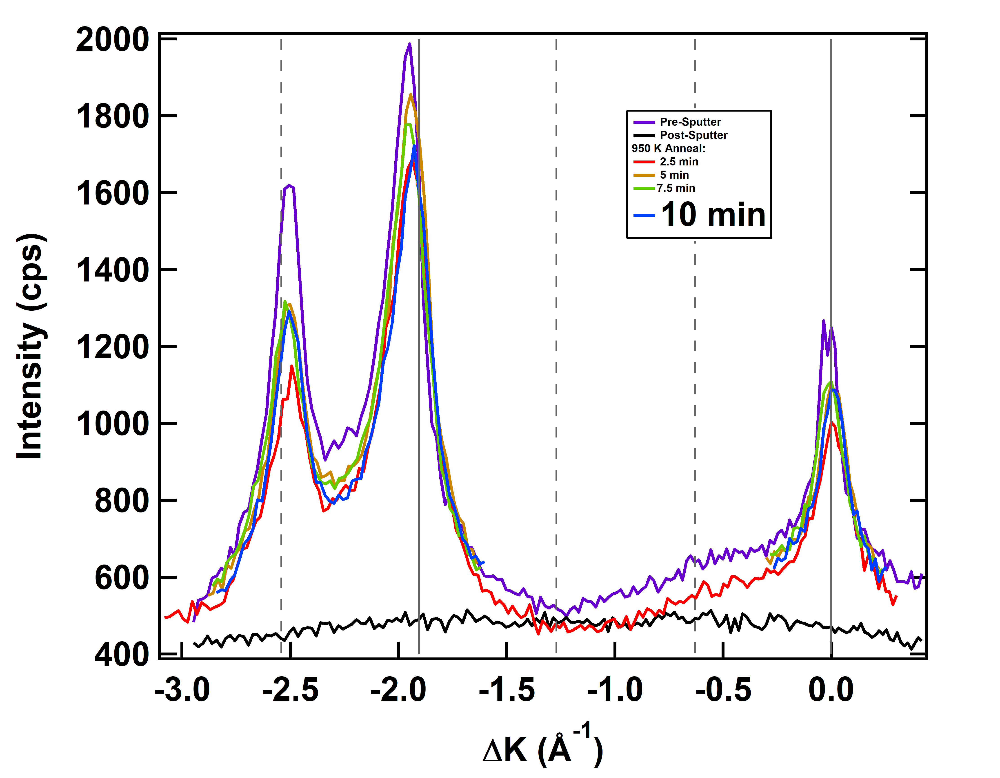 2000
1800
1600
1400
1200
1000
800
600
400
Intensity (cps)
Pre-Sputter
Post-Sputter
950 K Anneal:
2.5 min
5 min
7.5 min
10 min
-3.0 -2.5 -2.0 -1.5 -1.0 -0.5 0.0
ΔK (Å⁻¹)